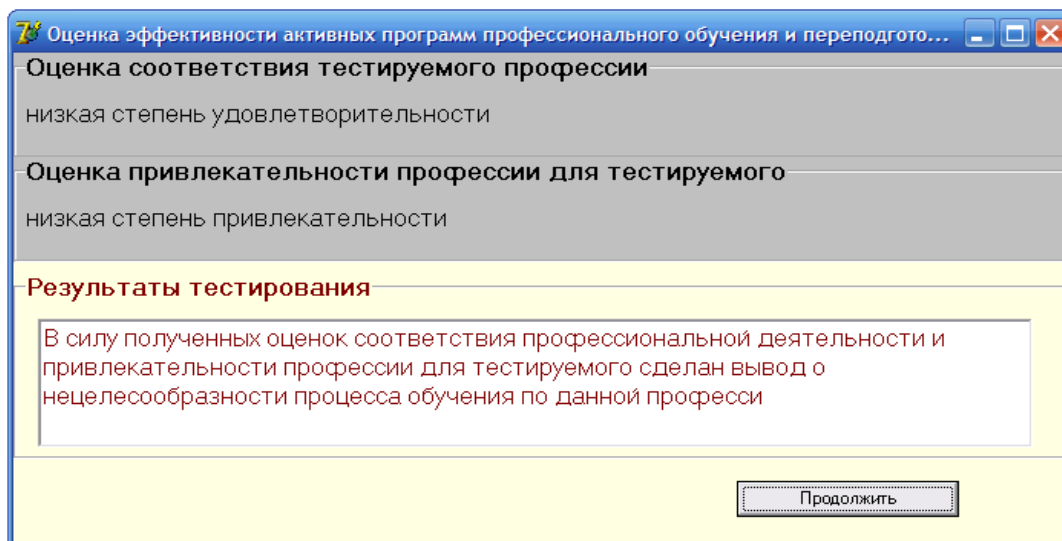 Оценка эффективности активных программ профессионального обучения и переподгото...
Оценка соответствия тестируемого профессии
низкая степень удовлетворительности
Оценка привлекательности профессии для тестируемого
низкая степень привлекательности
Результаты тестирования
В силу полученных оценок соответствия профессиональной деятельности и
привлекательности профессии для тестируемого сделан вывод о
нецелесообразности процесса обучения по данной професси
Продолжить